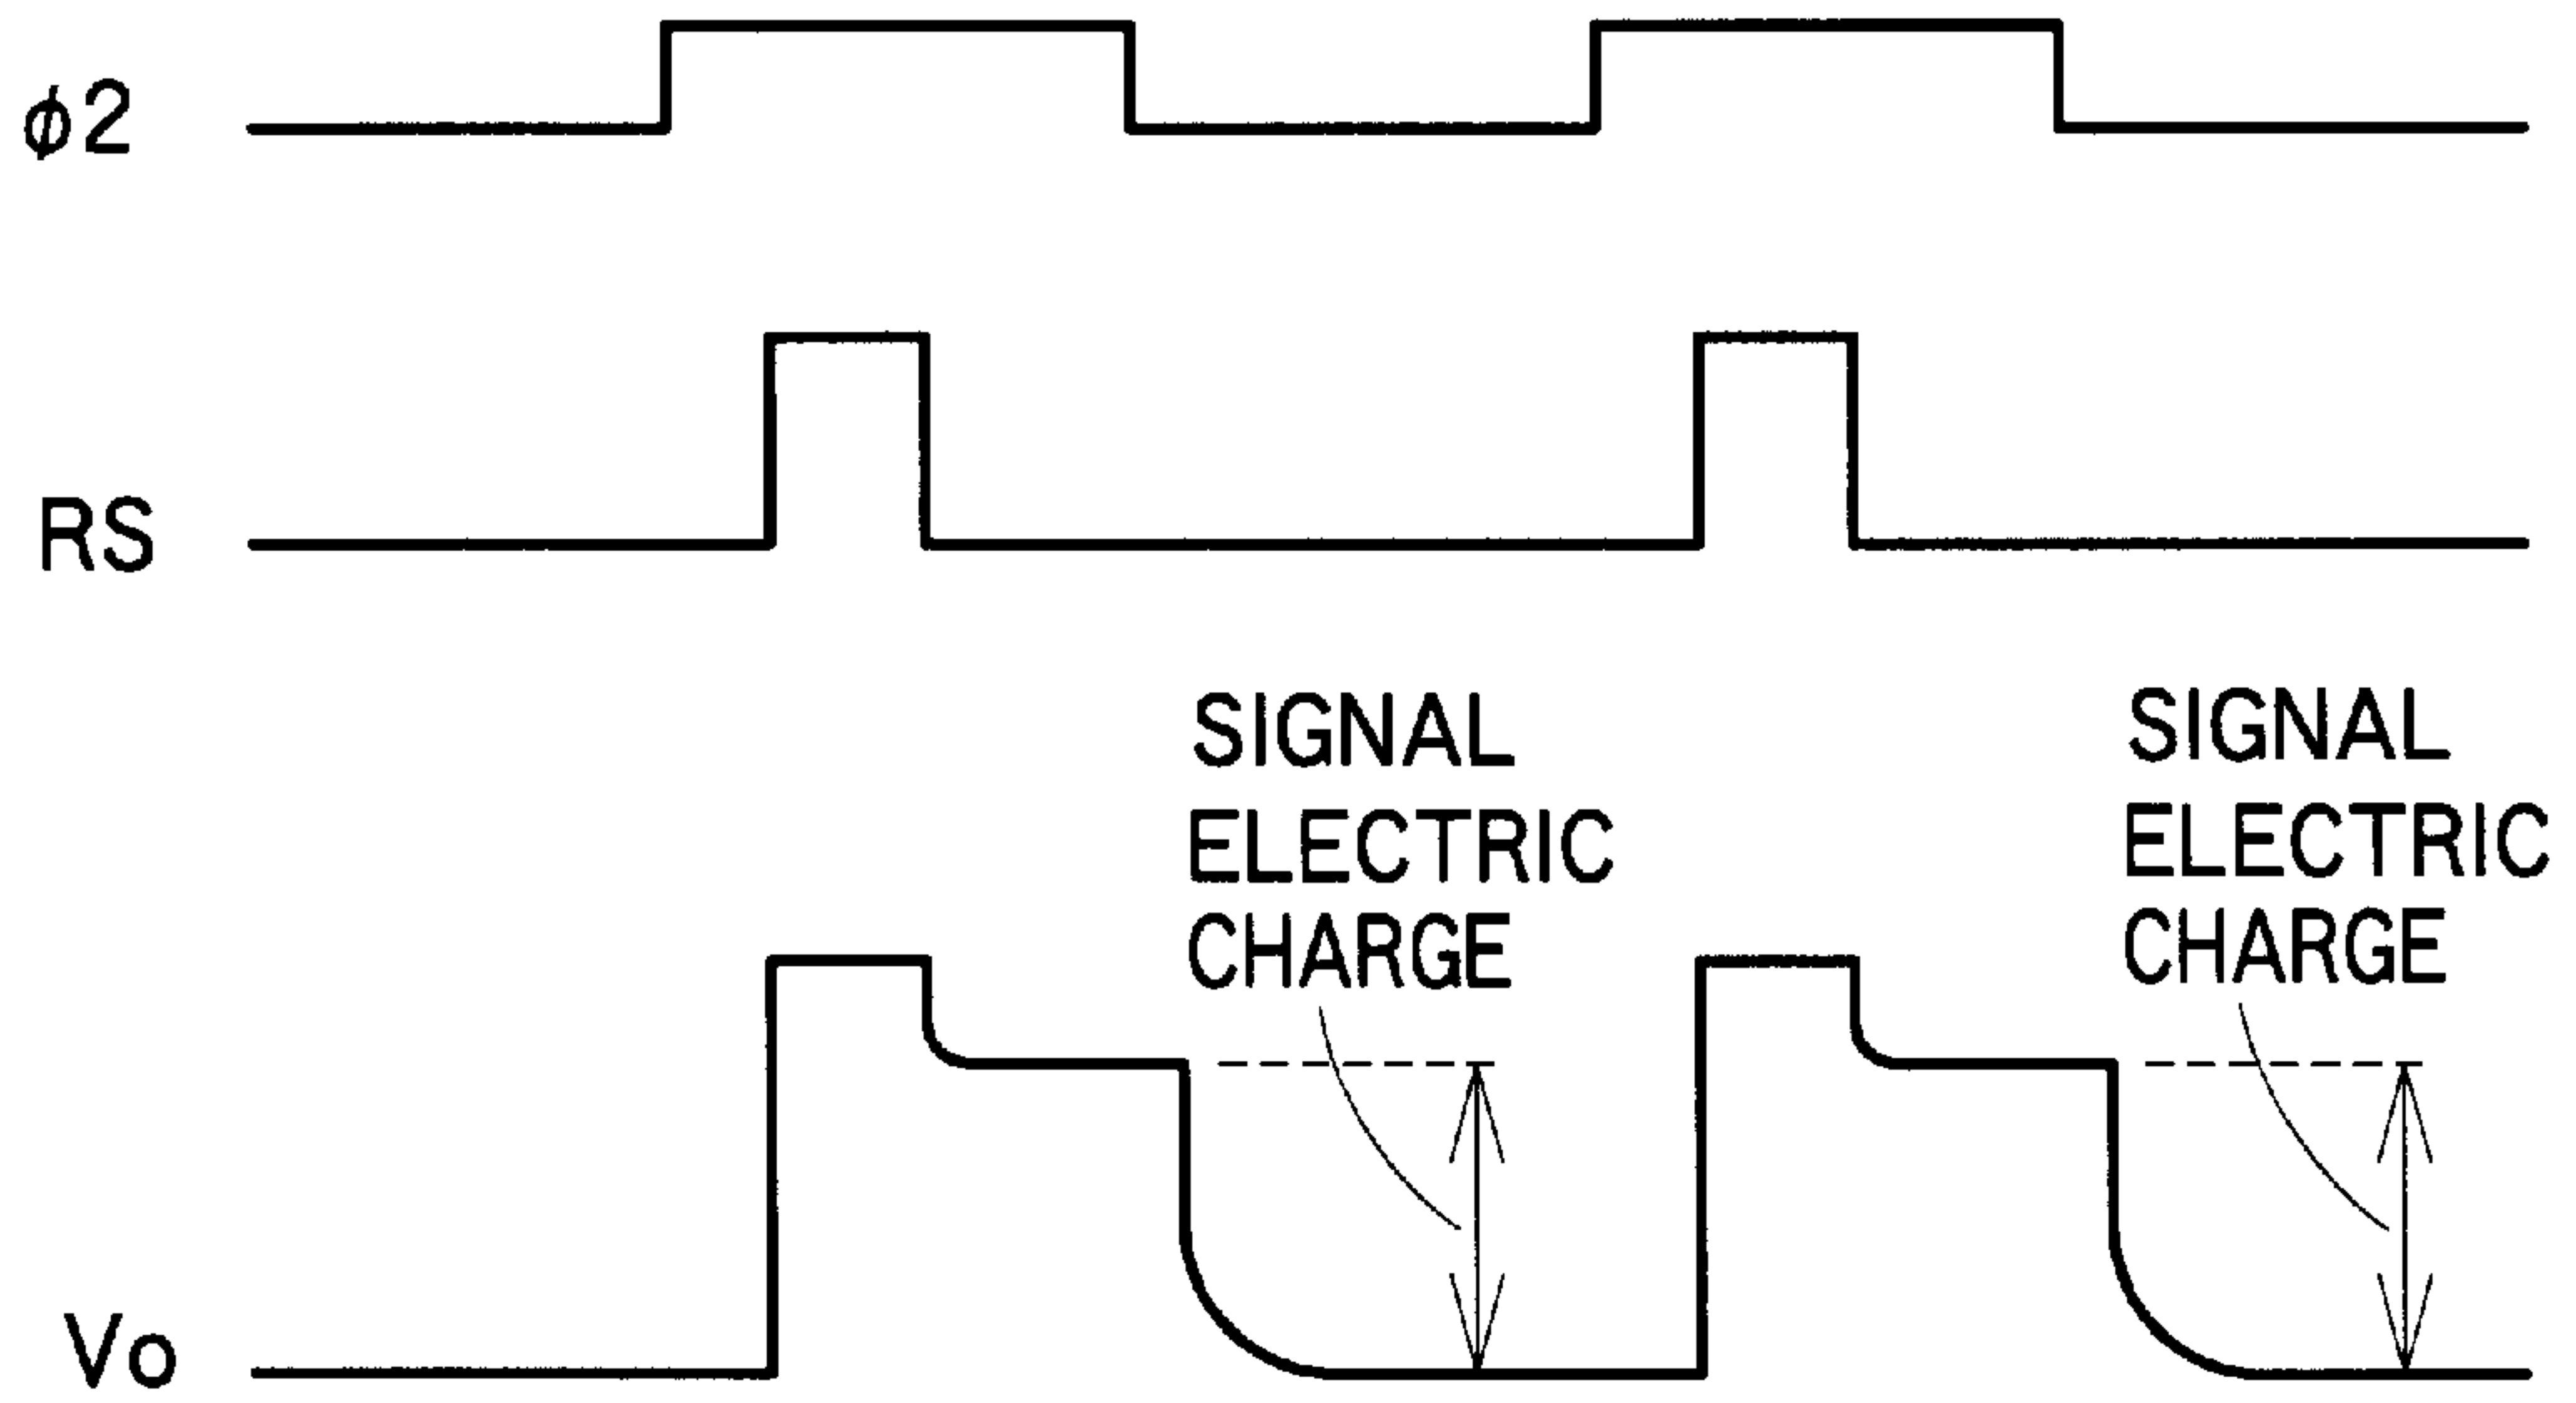 ϕ2
RS
SIGNAL
ELECTRIC
CHARGE
SIGNAL
ELECTRIC
CHARGE
Vo